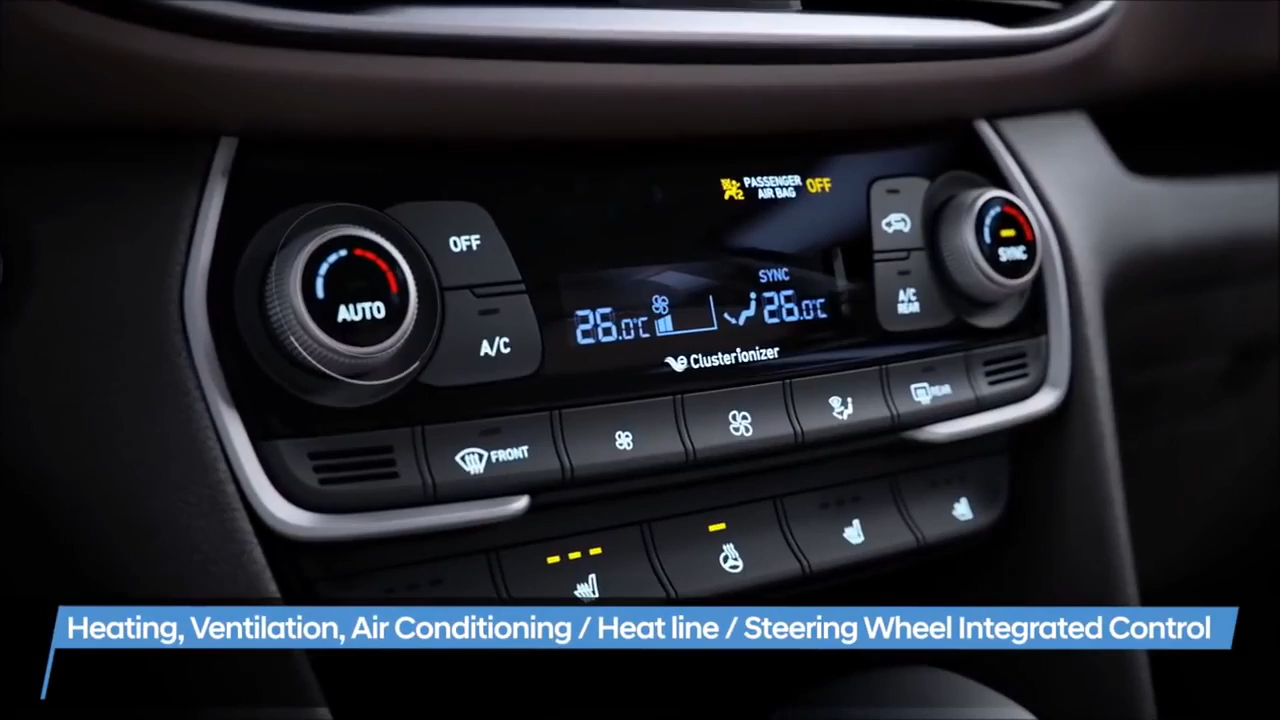 PASSENGER
AIR BAG OFF
OFF
AUTO
A/C
SYNC
26.0°C
26.0°C
Clusterionizer
SYNC
A/C
REAR
FRONT
REAR
Heating, Ventilation, Air Conditioning / Heat line / Steering Wheel Integrated Control